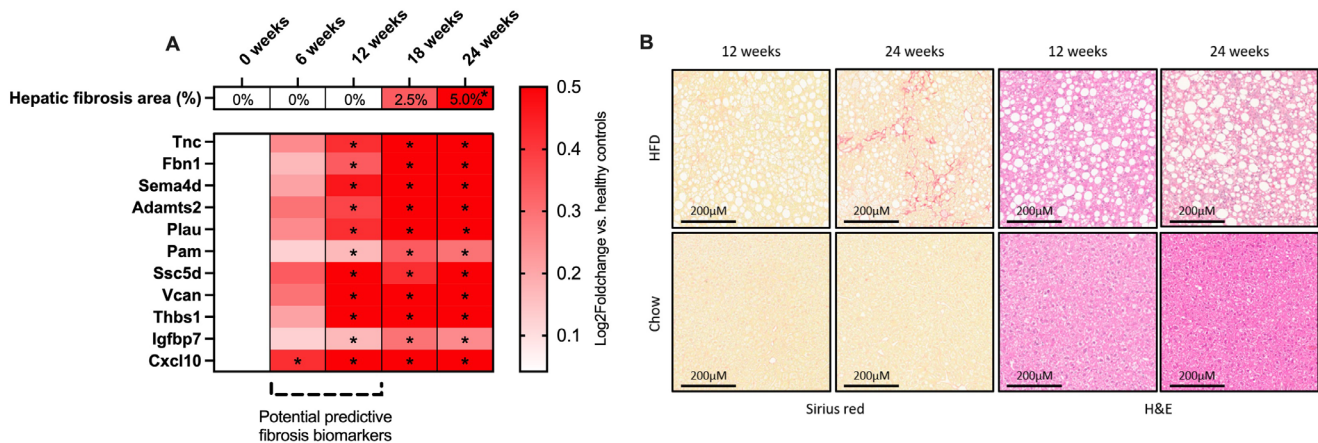 A
0 weeks
6 weeks
12 weeks
18 weeks
24 weeks
Hepatic fibrosis area (%)
0%
0%
0%
2.5%
5.0%*
Tnc * * *
Fbn1 * * *
Sema4d * * *
Adamts2 * * *
Plau * * *
Pam * * *
Ssc5d * * *
Vcan * * *
Thbs1 * * *
Igfbp7 * * *
Cxcl10 * * * *
Potential predictive
fibrosis biomarkers
0.5
0.4
0.3
0.2
0.1
Log2Foldchange vs. healthy controls
B
12 weeks
24 weeks
12 weeks
24 weeks
HFD
200µM
200µM
200µM
200µM
Chow
200µM
200µM
200µM
200µM
Sirius red
H&E